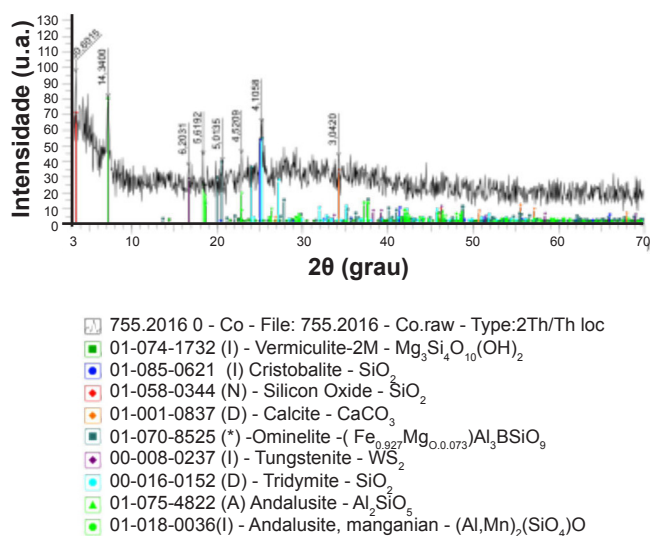 Intensidade (u.a.)
130
120
110
100
90
80
70
60
50
40
30
20
10
0
30,6015
14,3400
6,2031
5,6192
5,0135
4,5209
4,1058
3,0420
3 10 20 30 40 50 60 70
2θ (grau)
755.2016 0 - Co - File: 755.2016 - Co.raw - Type:2Th/Th loc
01-074-1732 (I) - Vermiculite-2M - Mg₃Si₄O₁₀(OH)₂
01-085-0621 (I) Cristobalite - SiO₂
01-058-0344 (N) - Silicon Oxide - SiO₂
01-001-0837 (D) - Calcite - CaCO₃
01-070-8525 (*) -Ominelite -( Fe₀.₉₂₇Mg_O.0.073)Al₃BSiO₉
00-008-0237 (I) - Tungstenite - WS₂
00-016-0152 (D) - Tridymite - SiO₂
01-075-4822 (A) Andalusite - Al₂SiO₅
01-018-0036(I) - Andalusite, manganian - (Al,Mn)₂(SiO₄)O